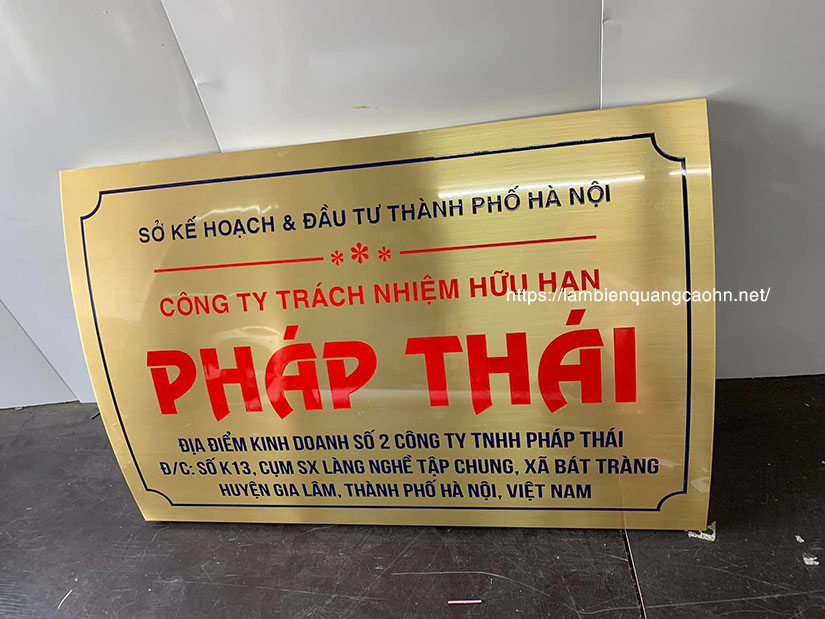 SỞ KẾ HOẠCH & ĐẦU TƯ THÀNH PHỐ HÀ NỘI
CÔNG TY TRÁCH NHIỆM HỮU HẠN
https://lambienquangcaohn.net/
PHÁP THÁI
ĐỊA ĐIỂM KINH DOANH SỐ 2 CÔNG TY TNHH PHÁP THÁI
Đ/C: SỐ K13, CỤM SX LÀNG NGHỀ TẬP CHUNG, XÃ BÁT TRÀNG
HUYỆN GIA LÂM, THÀNH PHỐ HÀ NỘI, VIỆT NAM